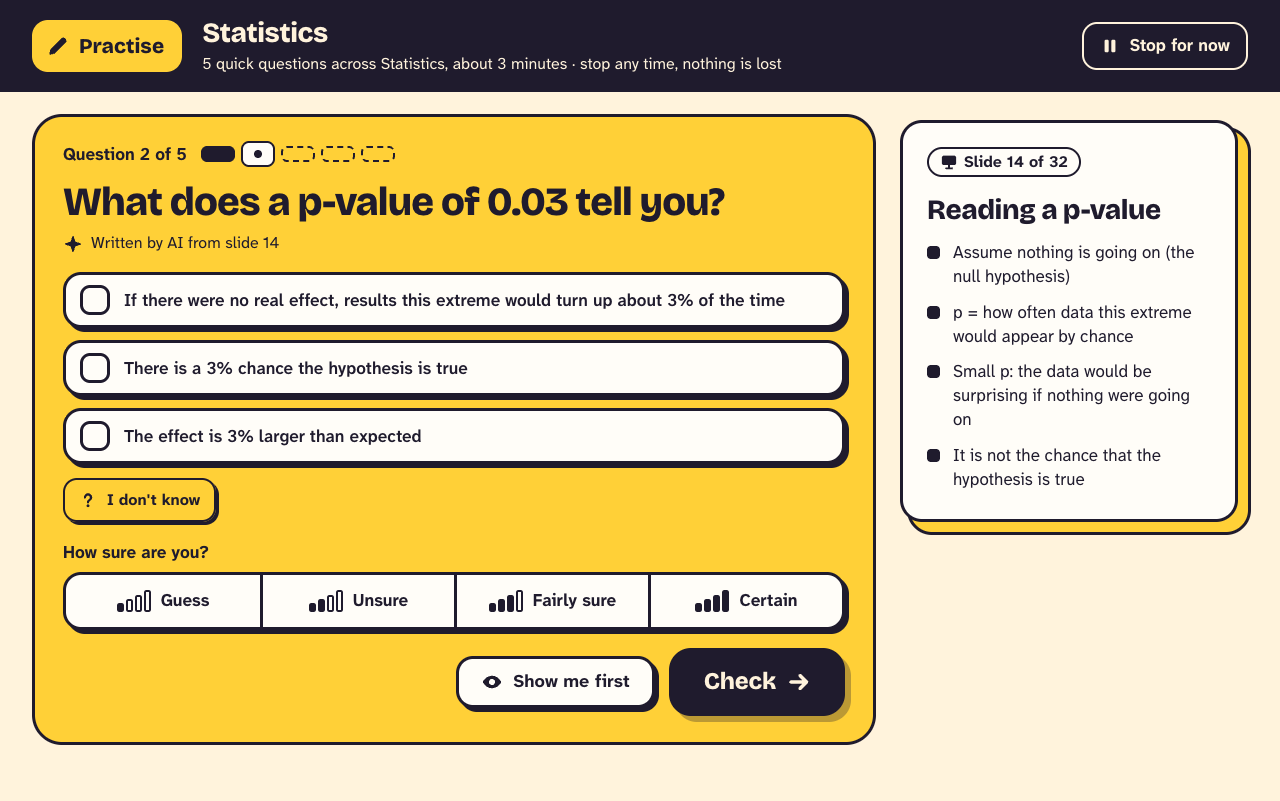 Practise
Statistics
5 quick questions across Statistics, about 3 minutes · stop any time, nothing is lost
Stop for now
Question 2 of 5
What does a p-value of 0.03 tell you?
Written by AI from slide 14
If there were no real effect, results this extreme would turn up about 3% of the time
There is a 3% chance the hypothesis is true
The effect is 3% larger than expected
? I don't know
How sure are you?
Guess
Unsure
Fairly sure
Certain
Show me first
Check →
Slide 14 of 32
Reading a p-value
Assume nothing is going on (the
null hypothesis)
p = how often data this extreme
would appear by chance
Small p: the data would be
surprising if nothing were going
on
It is not the chance that the
hypothesis is true